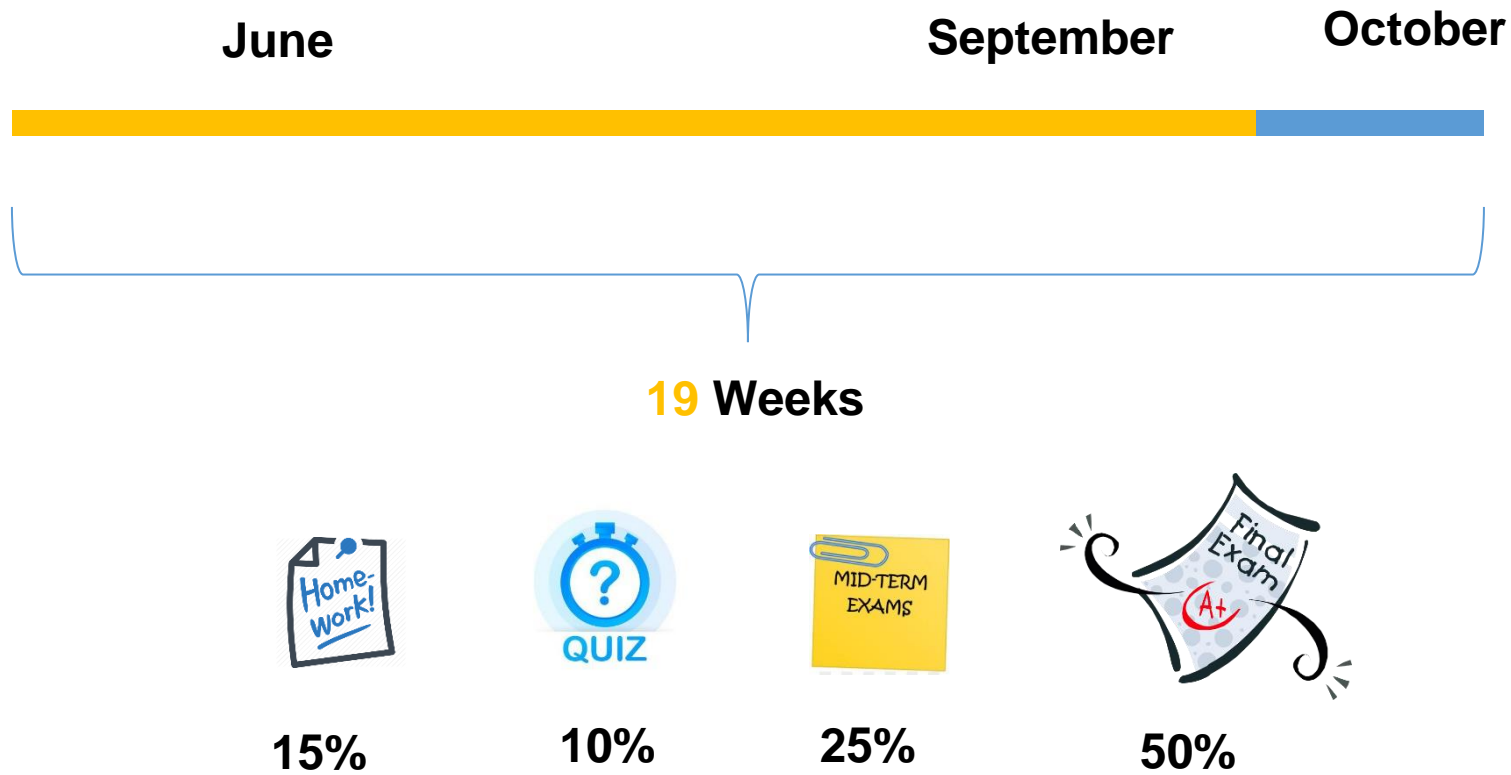 June
September
October
19 Weeks
Home-
Work!
?
QUIZ
MID-TERM
EXAMS
Final
Exam
A+
15%
10%
25%
50%